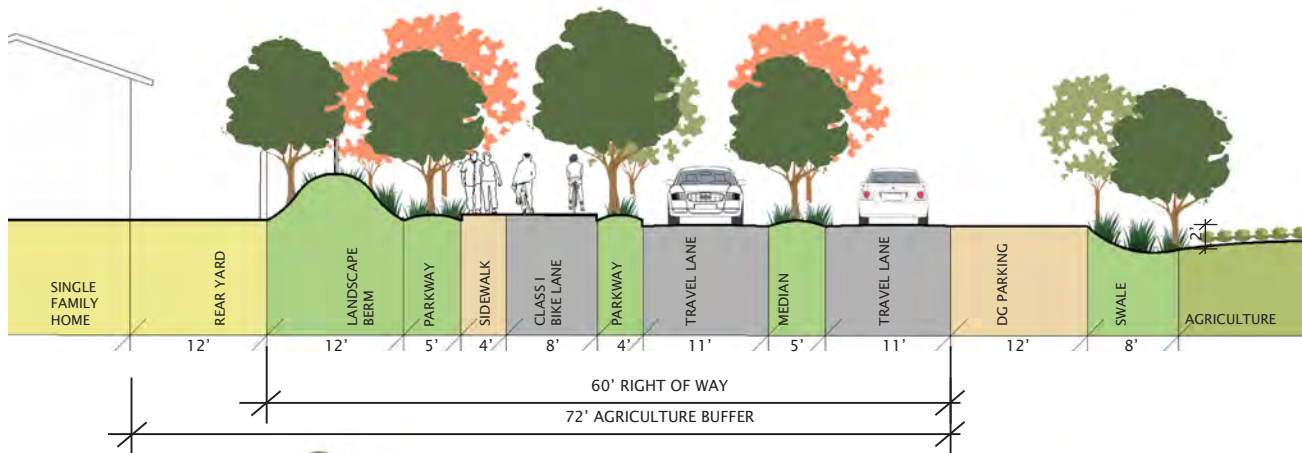 SINGLE
FAMILY
HOME
REAR YARD
LANDSCAPE
BERM
PARKWAY
SIDEWALK
CLASS I
BIKE LANE
PARKWAY
TRAVEL LANE
MEDIAN
TRAVEL LANE
DG PARKING
SWALE
AGRICULTURE
2'
12'
12'
5'
4'
8'
4'
11'
5'
11'
12'
8'
60' RIGHT OF WAY
72' AGRICULTURE BUFFER